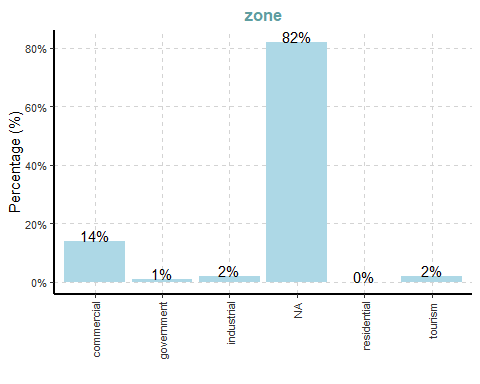 zone
Percentage (%)
80%
60%
40%
20%
0%
14%
1%
2%
82%
0%
2%
commercial
government
industrial
NA
residential
tourism